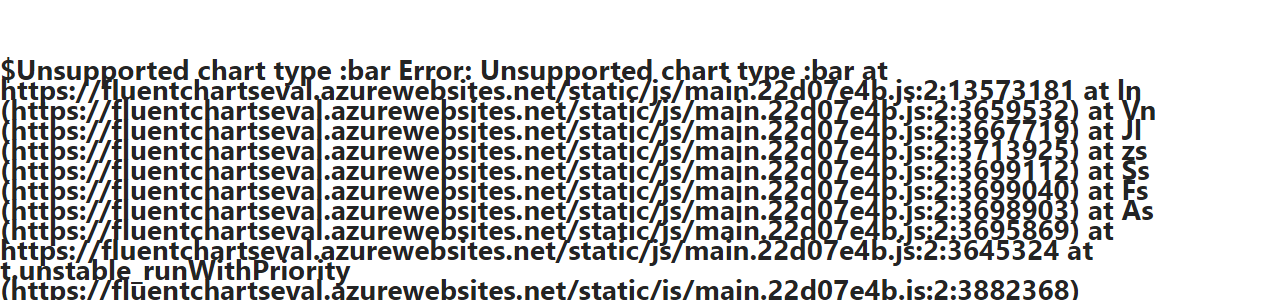 $Unsupported chart type :bar Error: Unsupported chart type :bar at
https://fluentchartseval.azurewebsites.net/static/js/main.22d07e4b.js:2:13573181 at ln
(https://fluentchartseval.azurewebsites.net/static/js/main.22d07e4b.js:2:3659532) at Vn
(https://fluentchartseval.azurewebsites.net/static/js/main.22d07e4b.js:2:3667719) at Jl
(https://fluentchartseval.azurewebsites.net/static/js/main.22d07e4b.js:2:3713925) at zs
(https://fluentchartseval.azurewebsites.net/static/js/main.22d07e4b.js:2:3699112) at Ss
(https://fluentchartseval.azurewebsites.net/static/js/main.22d07e4b.js:2:3699040) at Fs
(https://fluentchartseval.azurewebsites.net/static/js/main.22d07e4b.js:2:3698903) at As
(https://fluentchartseval.azurewebsites.net/static/js/main.22d07e4b.js:2:3695869) at
https://fluentchartseval.azurewebsites.net/static/js/main.22d07e4b.js:2:3645324 at
t.unstable_runWithPriority
(https://fluentchartseval.azurewebsites.net/static/js/main.22d07e4b.js:2:3882368)